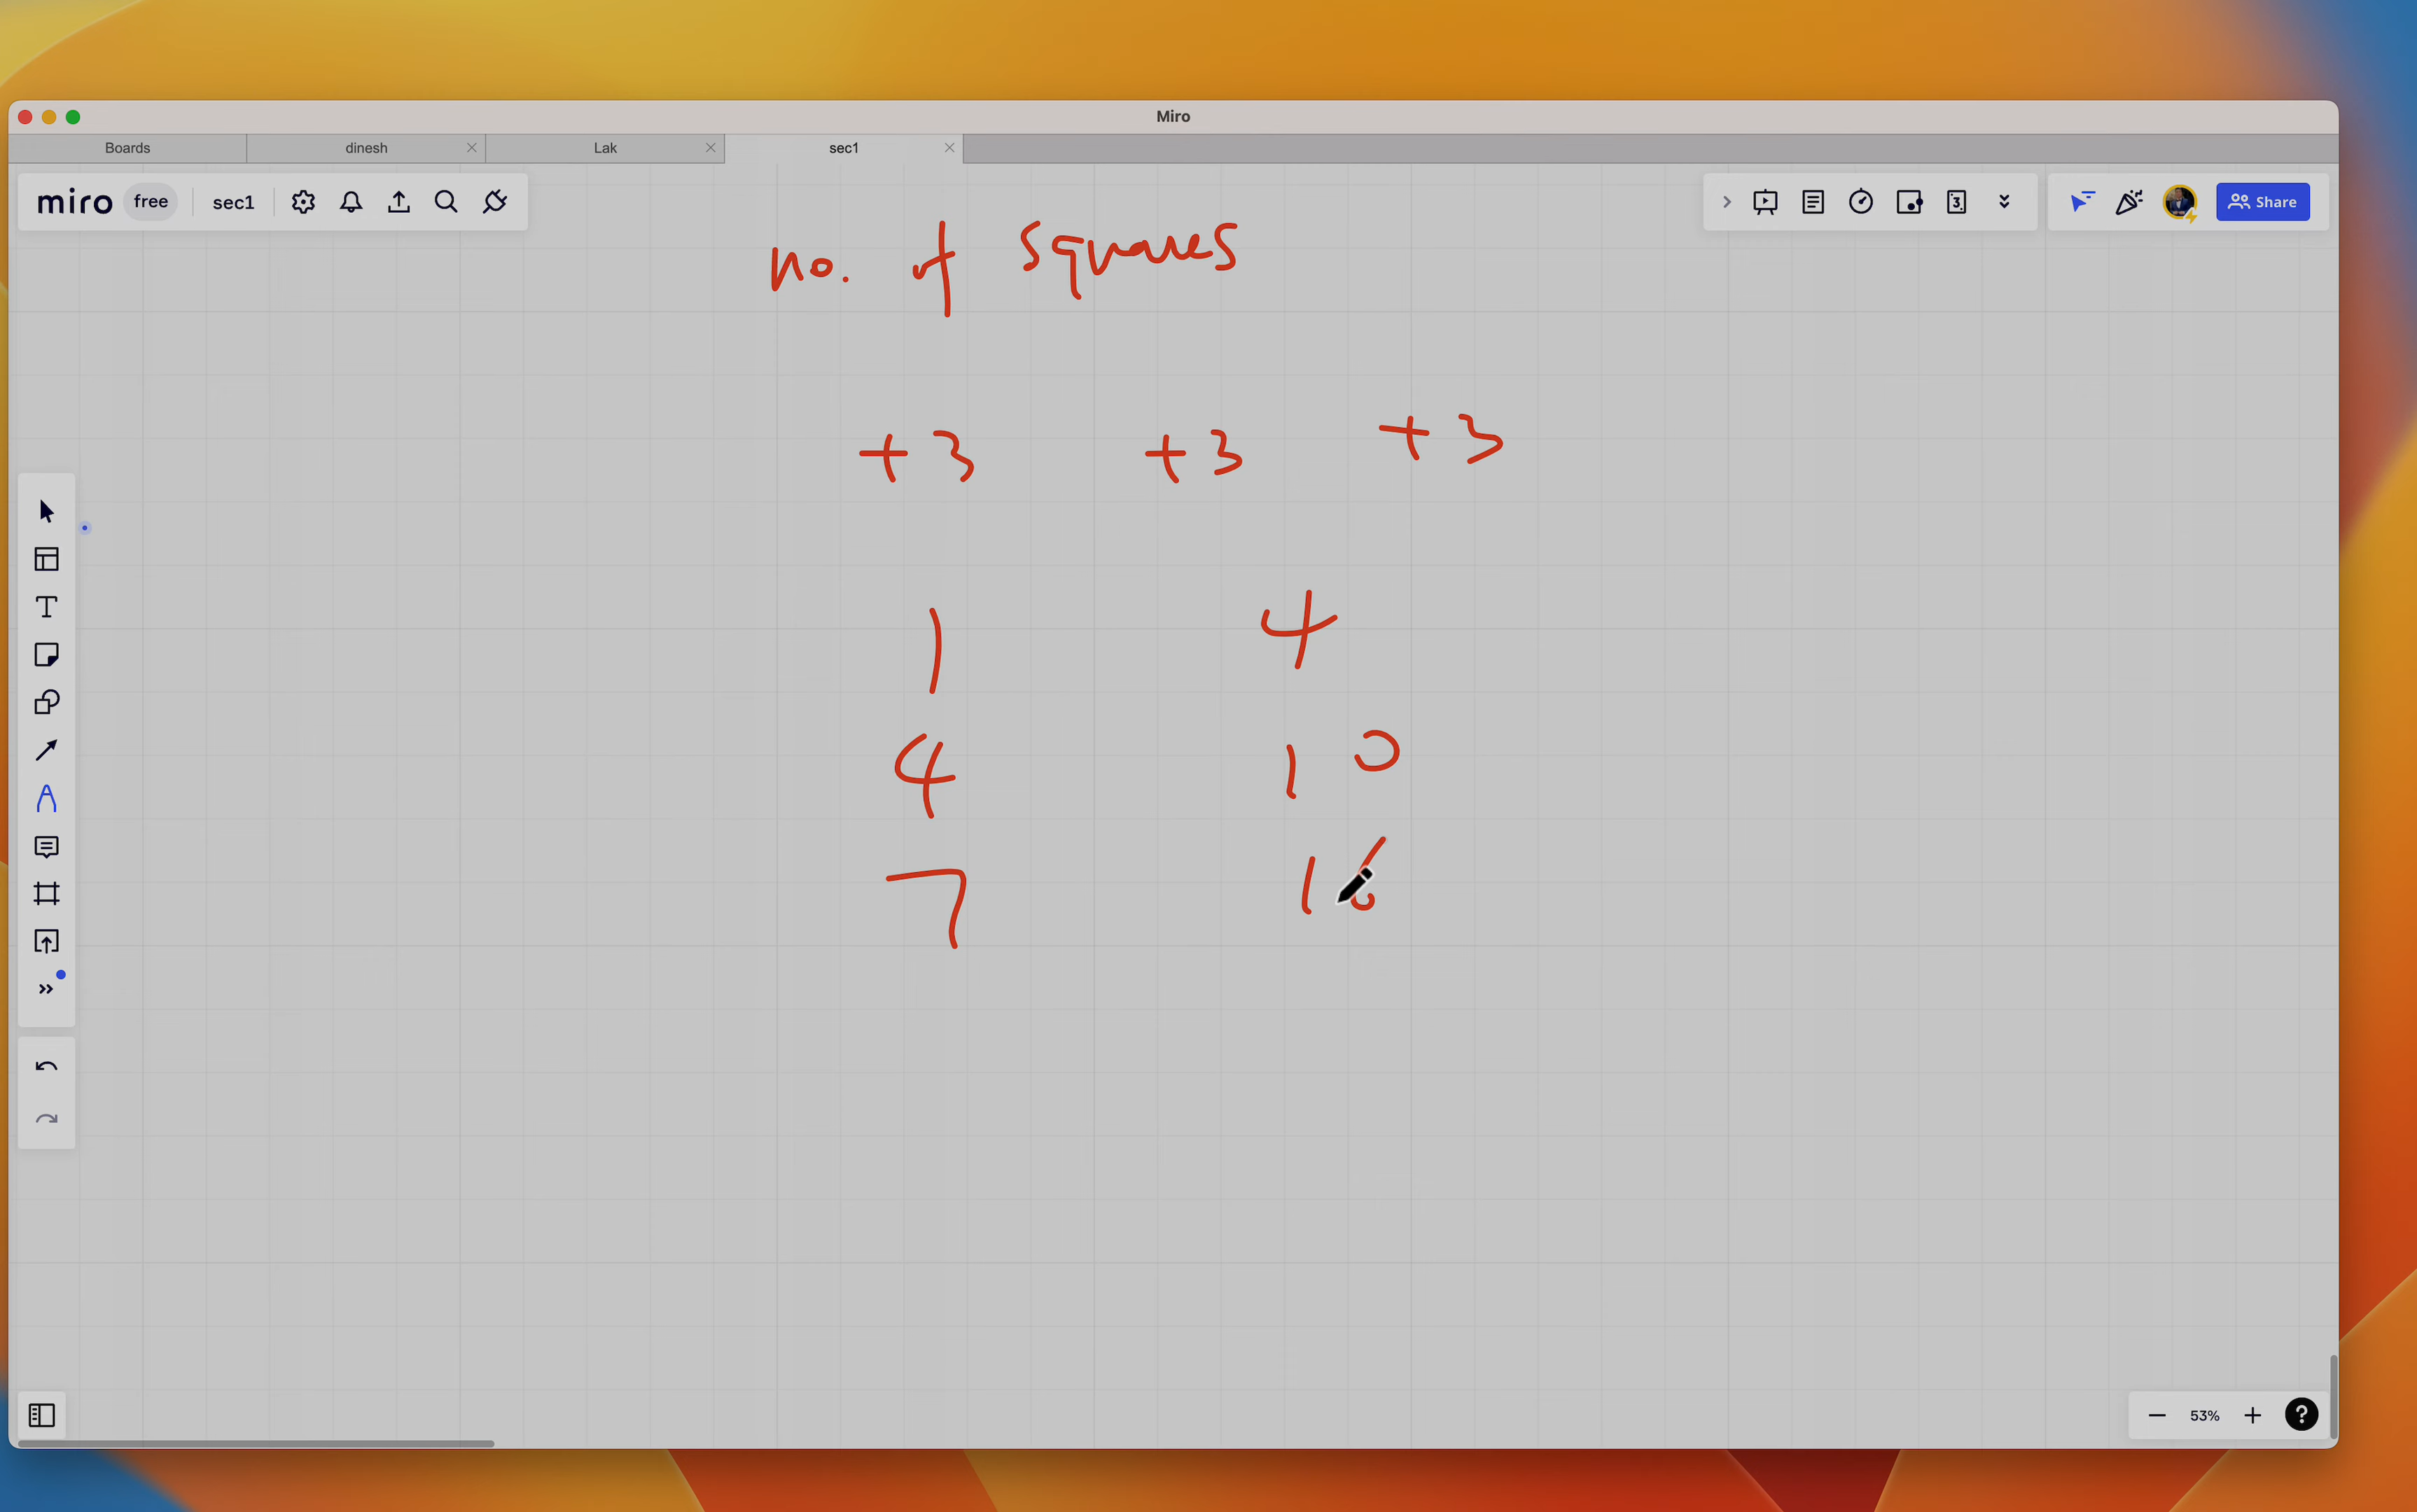 Miro
Boards dinesh Lak sec1
miro free sec1 Share
no. of squares
+3 +3 +3
1 4
4 10
7 16
53%